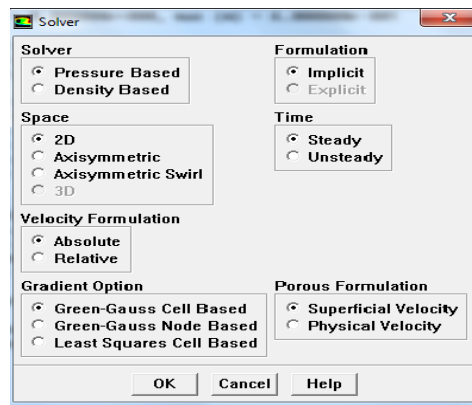 Solver
Solver
Pressure Based
Density Based
Formulation
Implicit
Explicit
Space
2D
Axisymmetric
Axisymmetric Swirl
3D
Time
Steady
Unsteady
Velocity Formulation
Absolute
Relative
Gradient Option
Green-Gauss Cell Based
Green-Gauss Node Based
Least Squares Cell Based
Porous Formulation
Superficial Velocity
Physical Velocity
OK Cancel Help